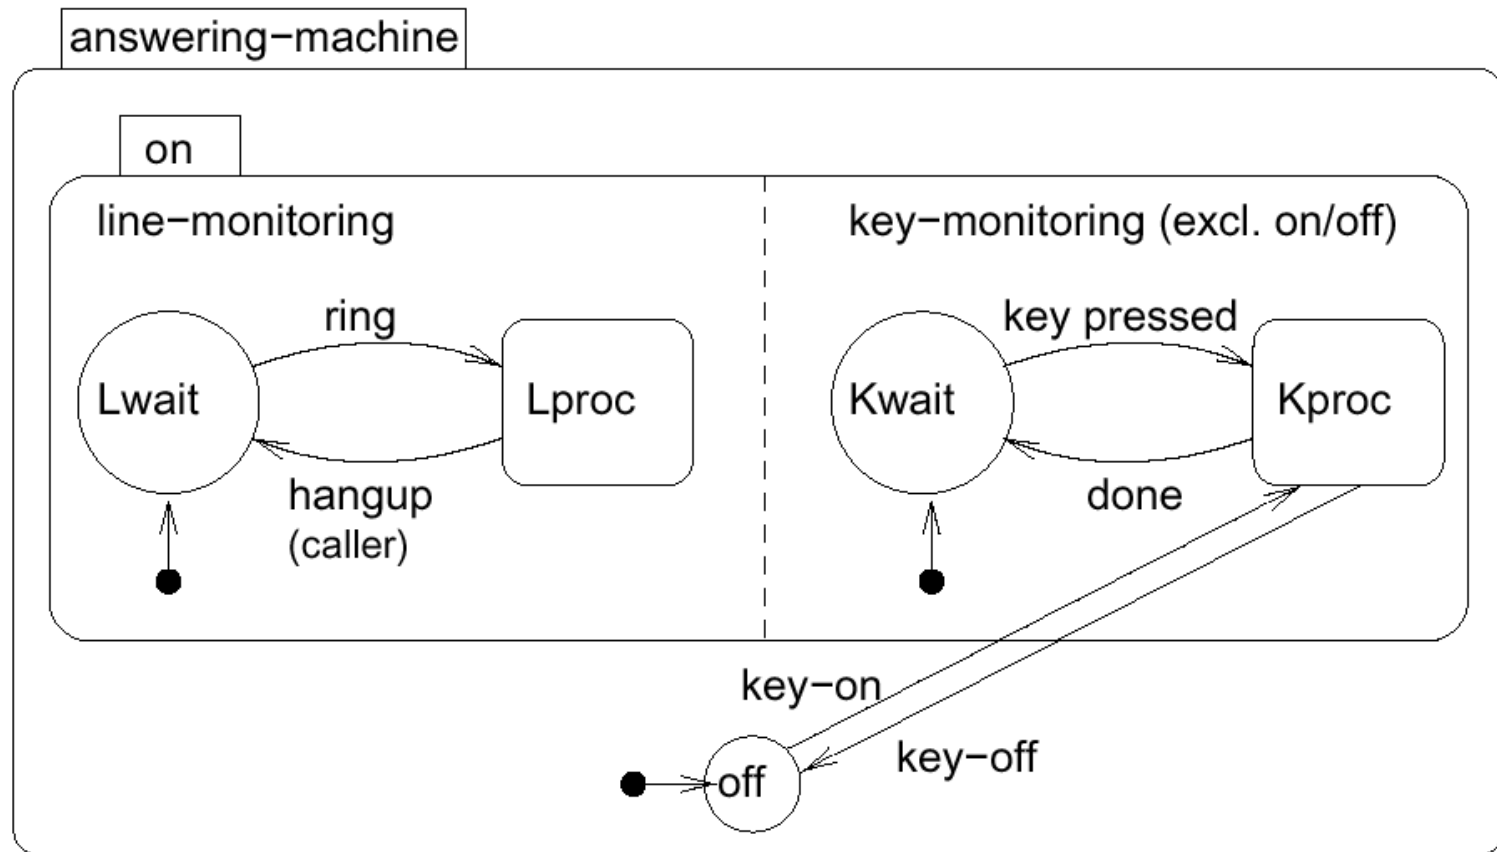 answering−machine
on
line−monitoring
key−monitoring (excl. on/off)
ring
key pressed
Lwait
Lproc
Kwait
Kproc
hangup
(caller)
done
key−on
key−off
off